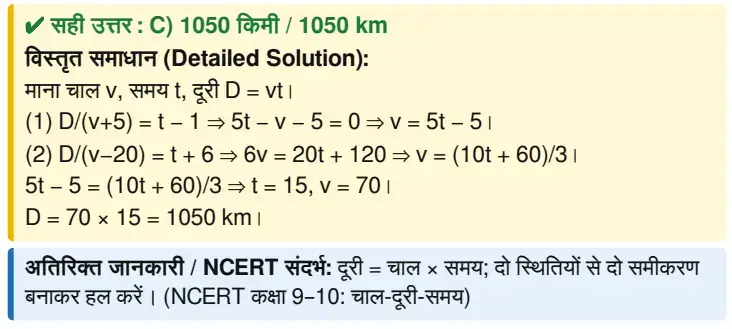 ✔ सही उत्तर : C) 1050 किमी / 1050 km
विस्तृत समाधान (Detailed Solution):
माना चाल v, समय t, दूरी D = vt।
(1) D/(v+5) = t − 1 ⇒ 5t − v − 5 = 0 ⇒ v = 5t − 5।
(2) D/(v−20) = t + 6 ⇒ 6v = 20t + 120 ⇒ v = (10t + 60)/3।
5t − 5 = (10t + 60)/3 ⇒ t = 15, v = 70।
D = 70 × 15 = 1050 km।
अतिरिक्त जानकारी / NCERT संदर्भ: दूरी = चाल × समय; दो स्थितियों से दो समीकरण
बनाकर हल करें। (NCERT कक्षा 9–10: चाल-दूरी-समय)